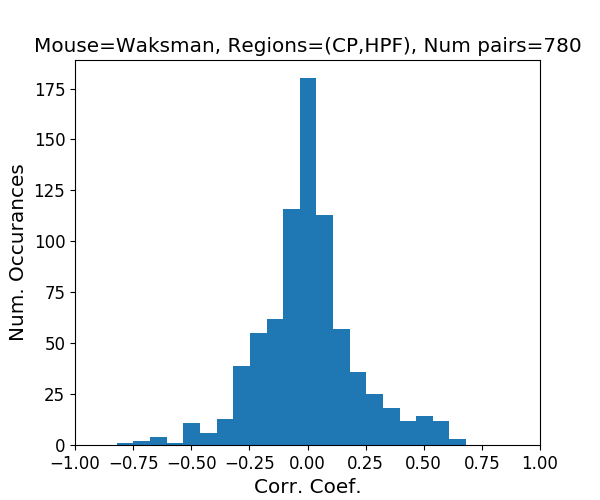 Mouse=Waksman, Regions=(CP,HPF), Num pairs=780
Num. Occurances
175
150
125
100
75
50
25
0
−1.00 −0.75 −0.50 −0.25 0.00 0.25 0.50 0.75 1.00
Corr. Coef.